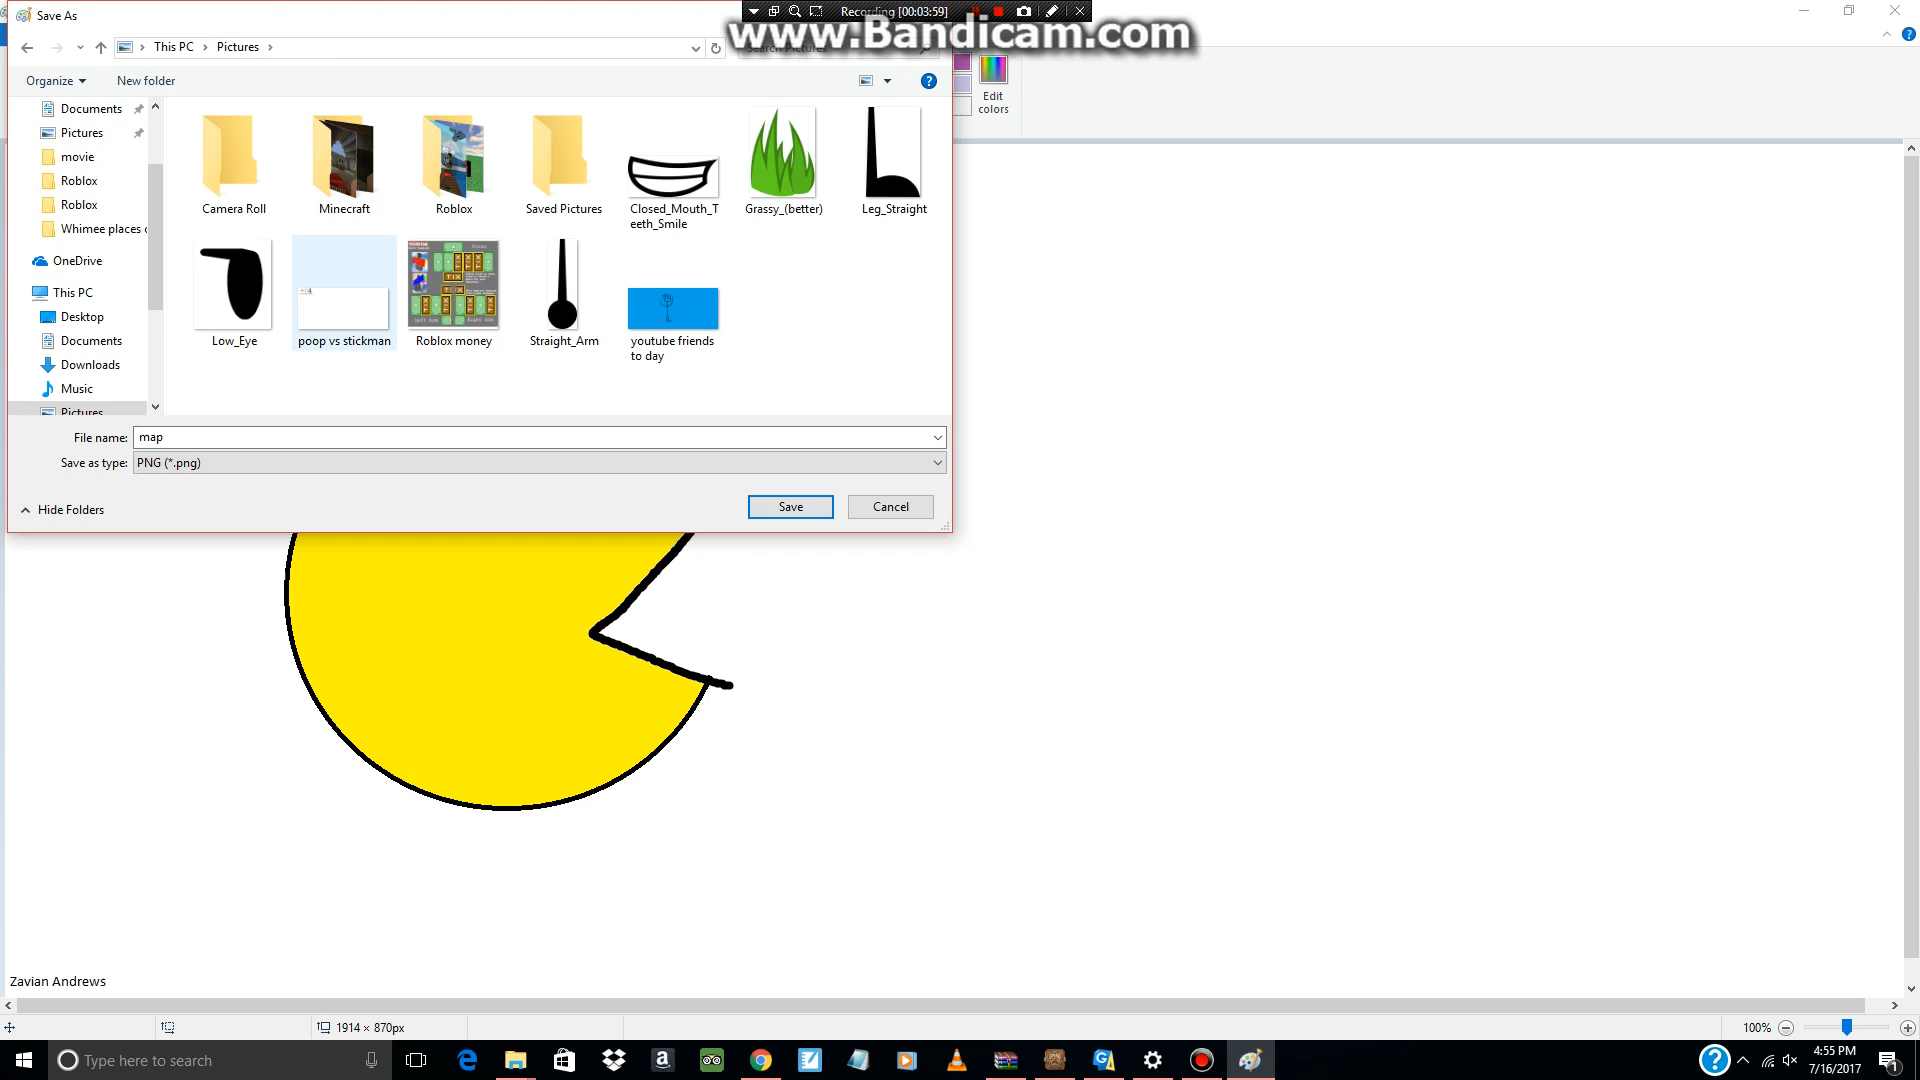 Save As
Recording [00:03:59]
www.Bandicam.com
This PC
Pictures
Search Pictures
Organize
New folder
Edit
colors
Documents
Pictures
movie
Roblox
Roblox
Whimee places
OneDrive
This PC
Desktop
Documents
Downloads
Music
Pictures
Camera Roll
Minecraft
Roblox
Saved Pictures
Closed_Mouth_T
eeth_Smile
Grassy_(better)
Leg_Straight
Low_Eye
poop vs stickman
Roblox money
Straight_Arm
youtube friends
to day
File name: map
Save as type: PNG (*.png)
Hide Folders
Save
Cancel
Zavian Andrews
1914 × 870px
100%
Type here to search
4:55 PM
7/16/2017